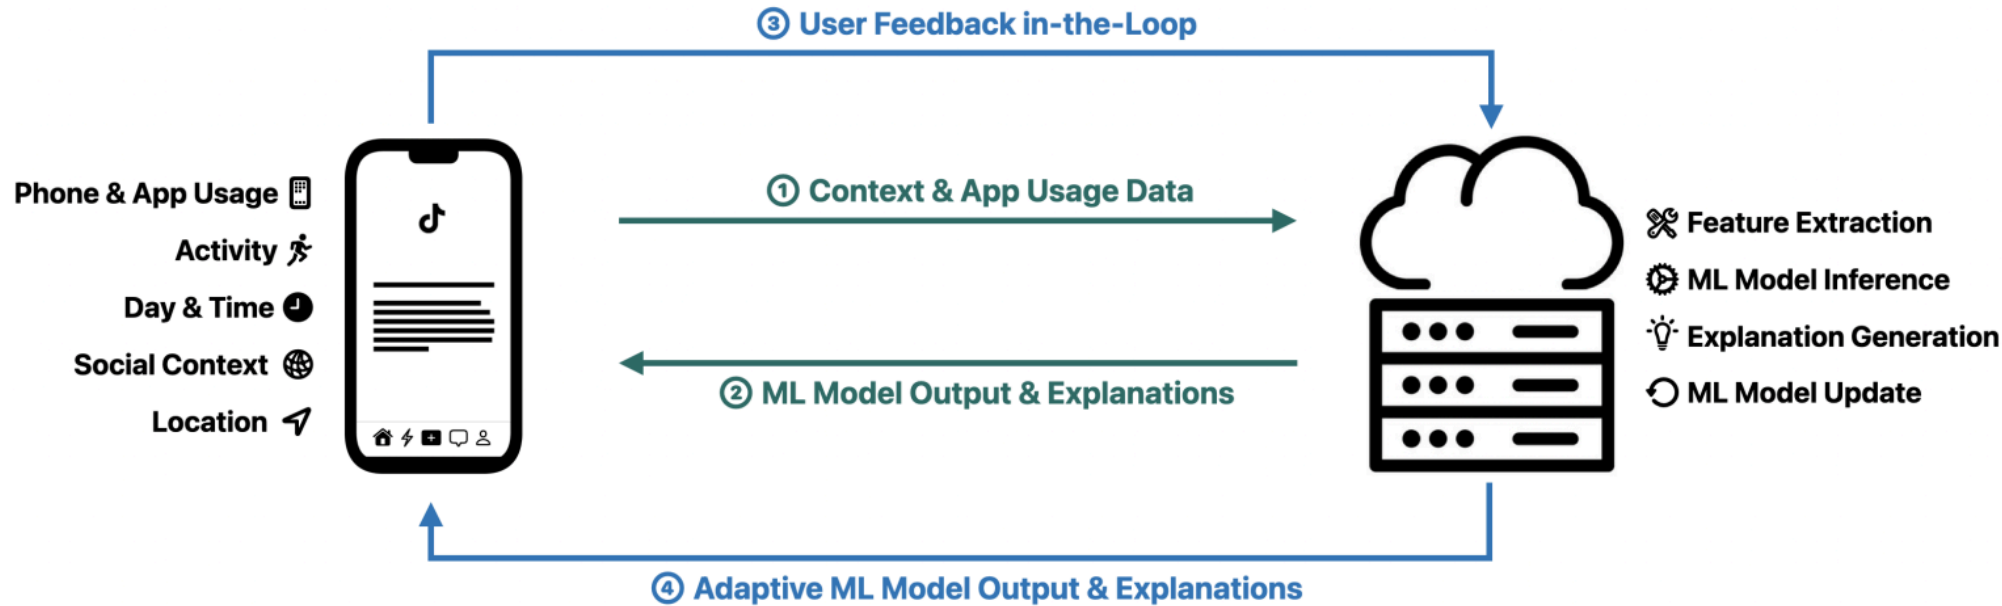 ③ User Feedback in-the-Loop
Phone & App Usage
Activity
Day & Time
Social Context
Location
① Context & App Usage Data
② ML Model Output & Explanations
Feature Extraction
ML Model Inference
Explanation Generation
ML Model Update
④ Adaptive ML Model Output & Explanations